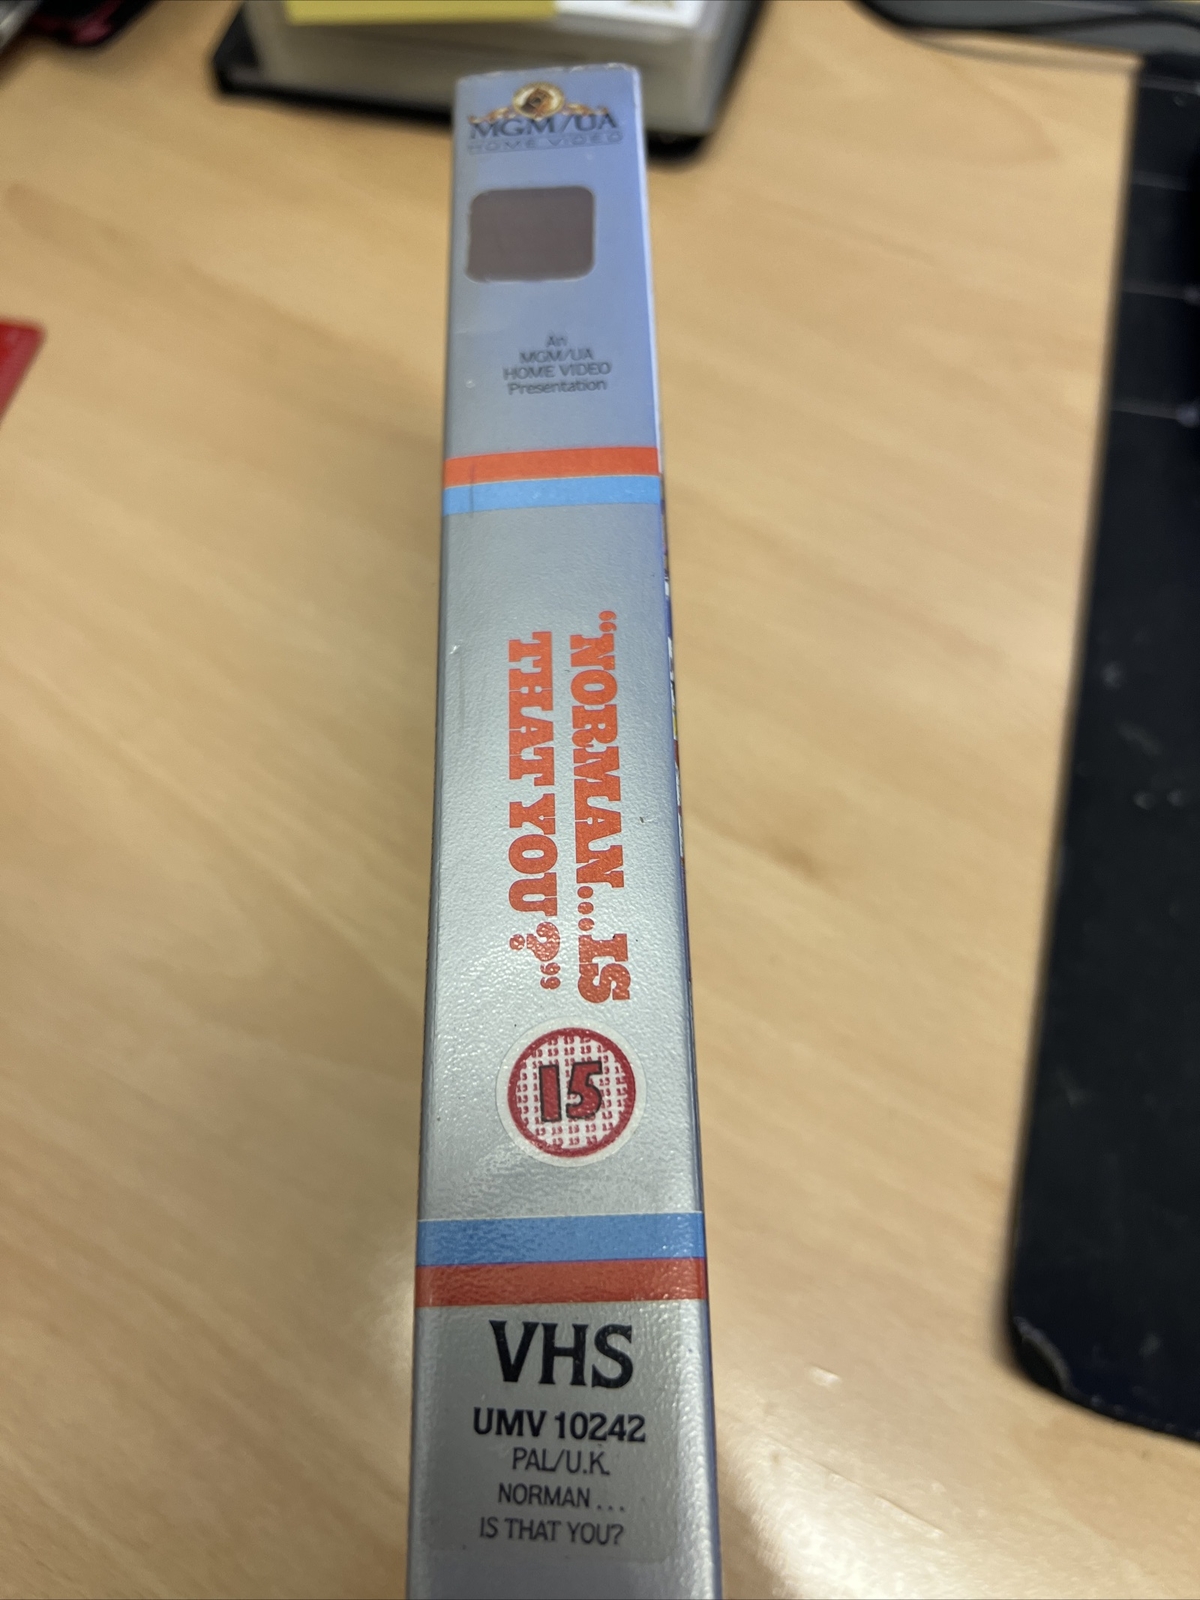 MGM/UA
HOME VIDEO
An
MGM/UA
HOME VIDEO
Presentation
“NORMAN...IS
THAT YOU?”
15
VHS
UMV 10242
PAL/U.K.
NORMAN ...
IS THAT YOU?